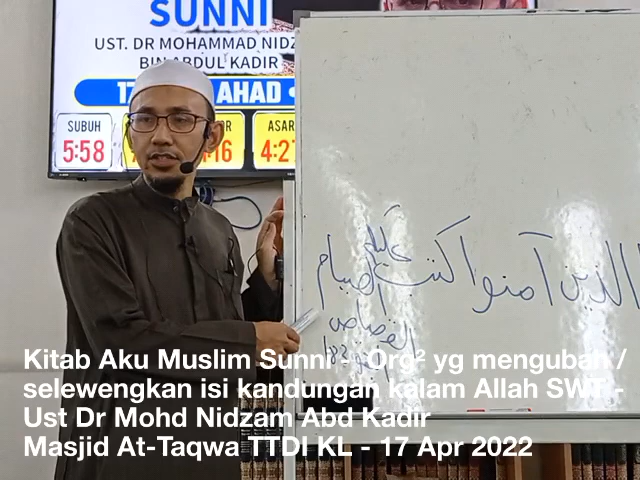 SUNNI
UST. DR MOHAMMAD NIDZ
BIN ABDUL KADIR
17 AHAD •
SUBUH
5:58
ASAR
4:27
عليكم
الذين آمنوا كتب
الصيام
القصاص
Kitab Aku Muslim Sunni - Org² yg mengubah /
selewengkan isi kandungan kalam Allah SWT -
Ust Dr Mohd Nidzam Abd Kadir
Masjid At-Taqwa TTDI KL - 17 Apr 2022